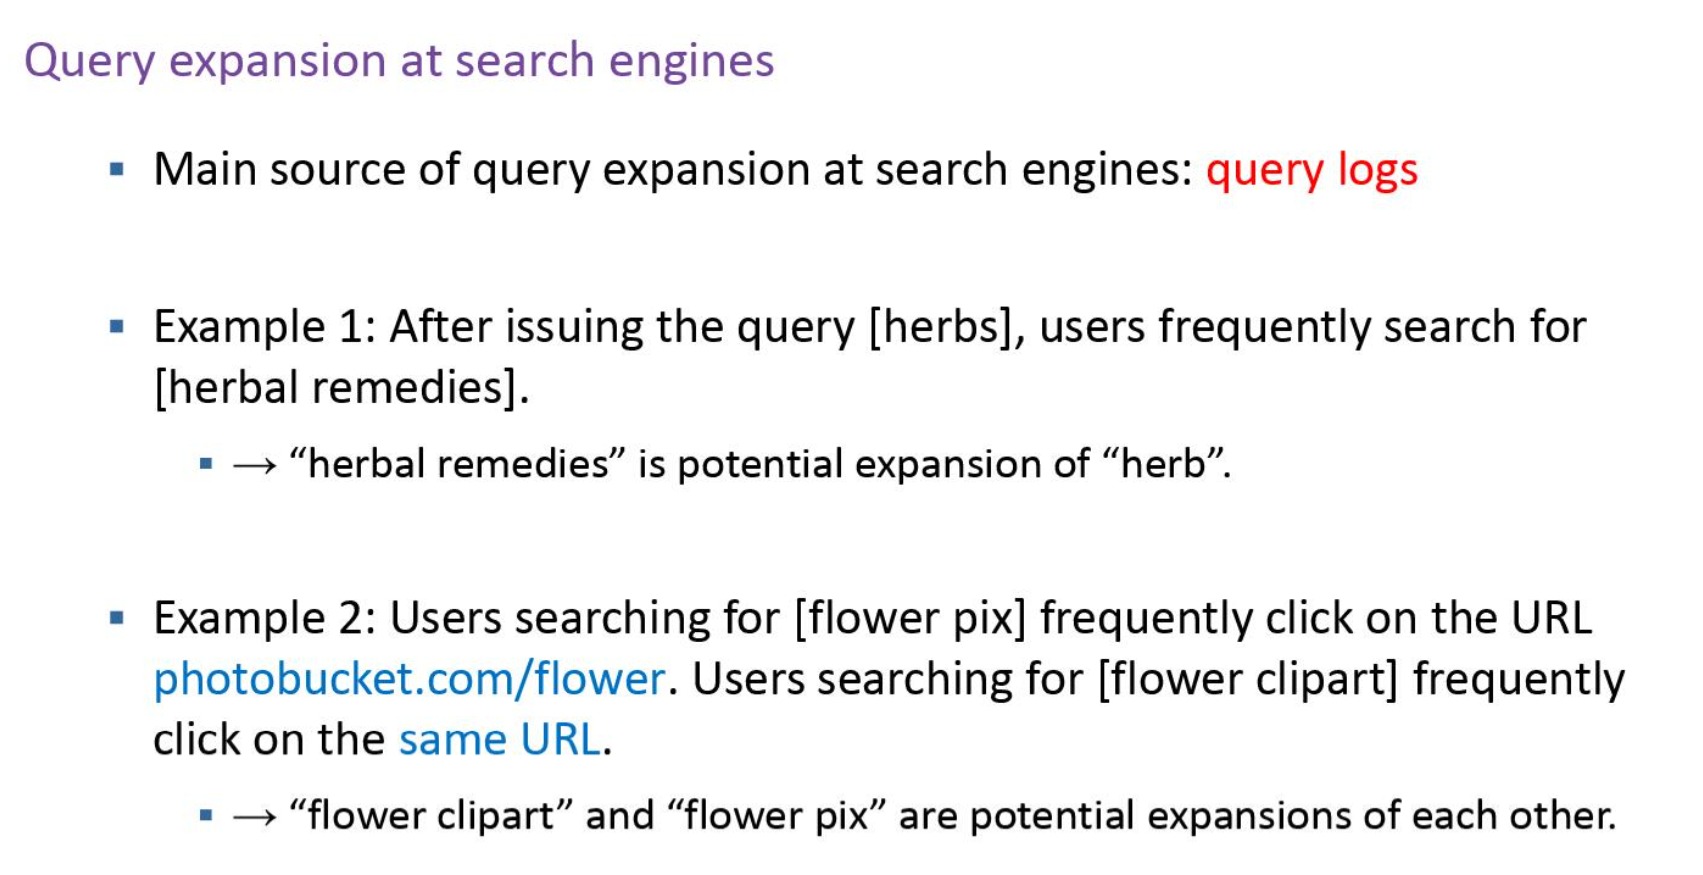 Query expansion at search engines
▪ Main source of query expansion at search engines: query logs
▪ Example 1: After issuing the query [herbs], users frequently search for
[herbal remedies].
▪ → “herbal remedies” is potential expansion of “herb”.
▪ Example 2: Users searching for [flower pix] frequently click on the URL
photobucket.com/flower. Users searching for [flower clipart] frequently
click on the same URL.
▪ → “flower clipart” and “flower pix” are potential expansions of each other.